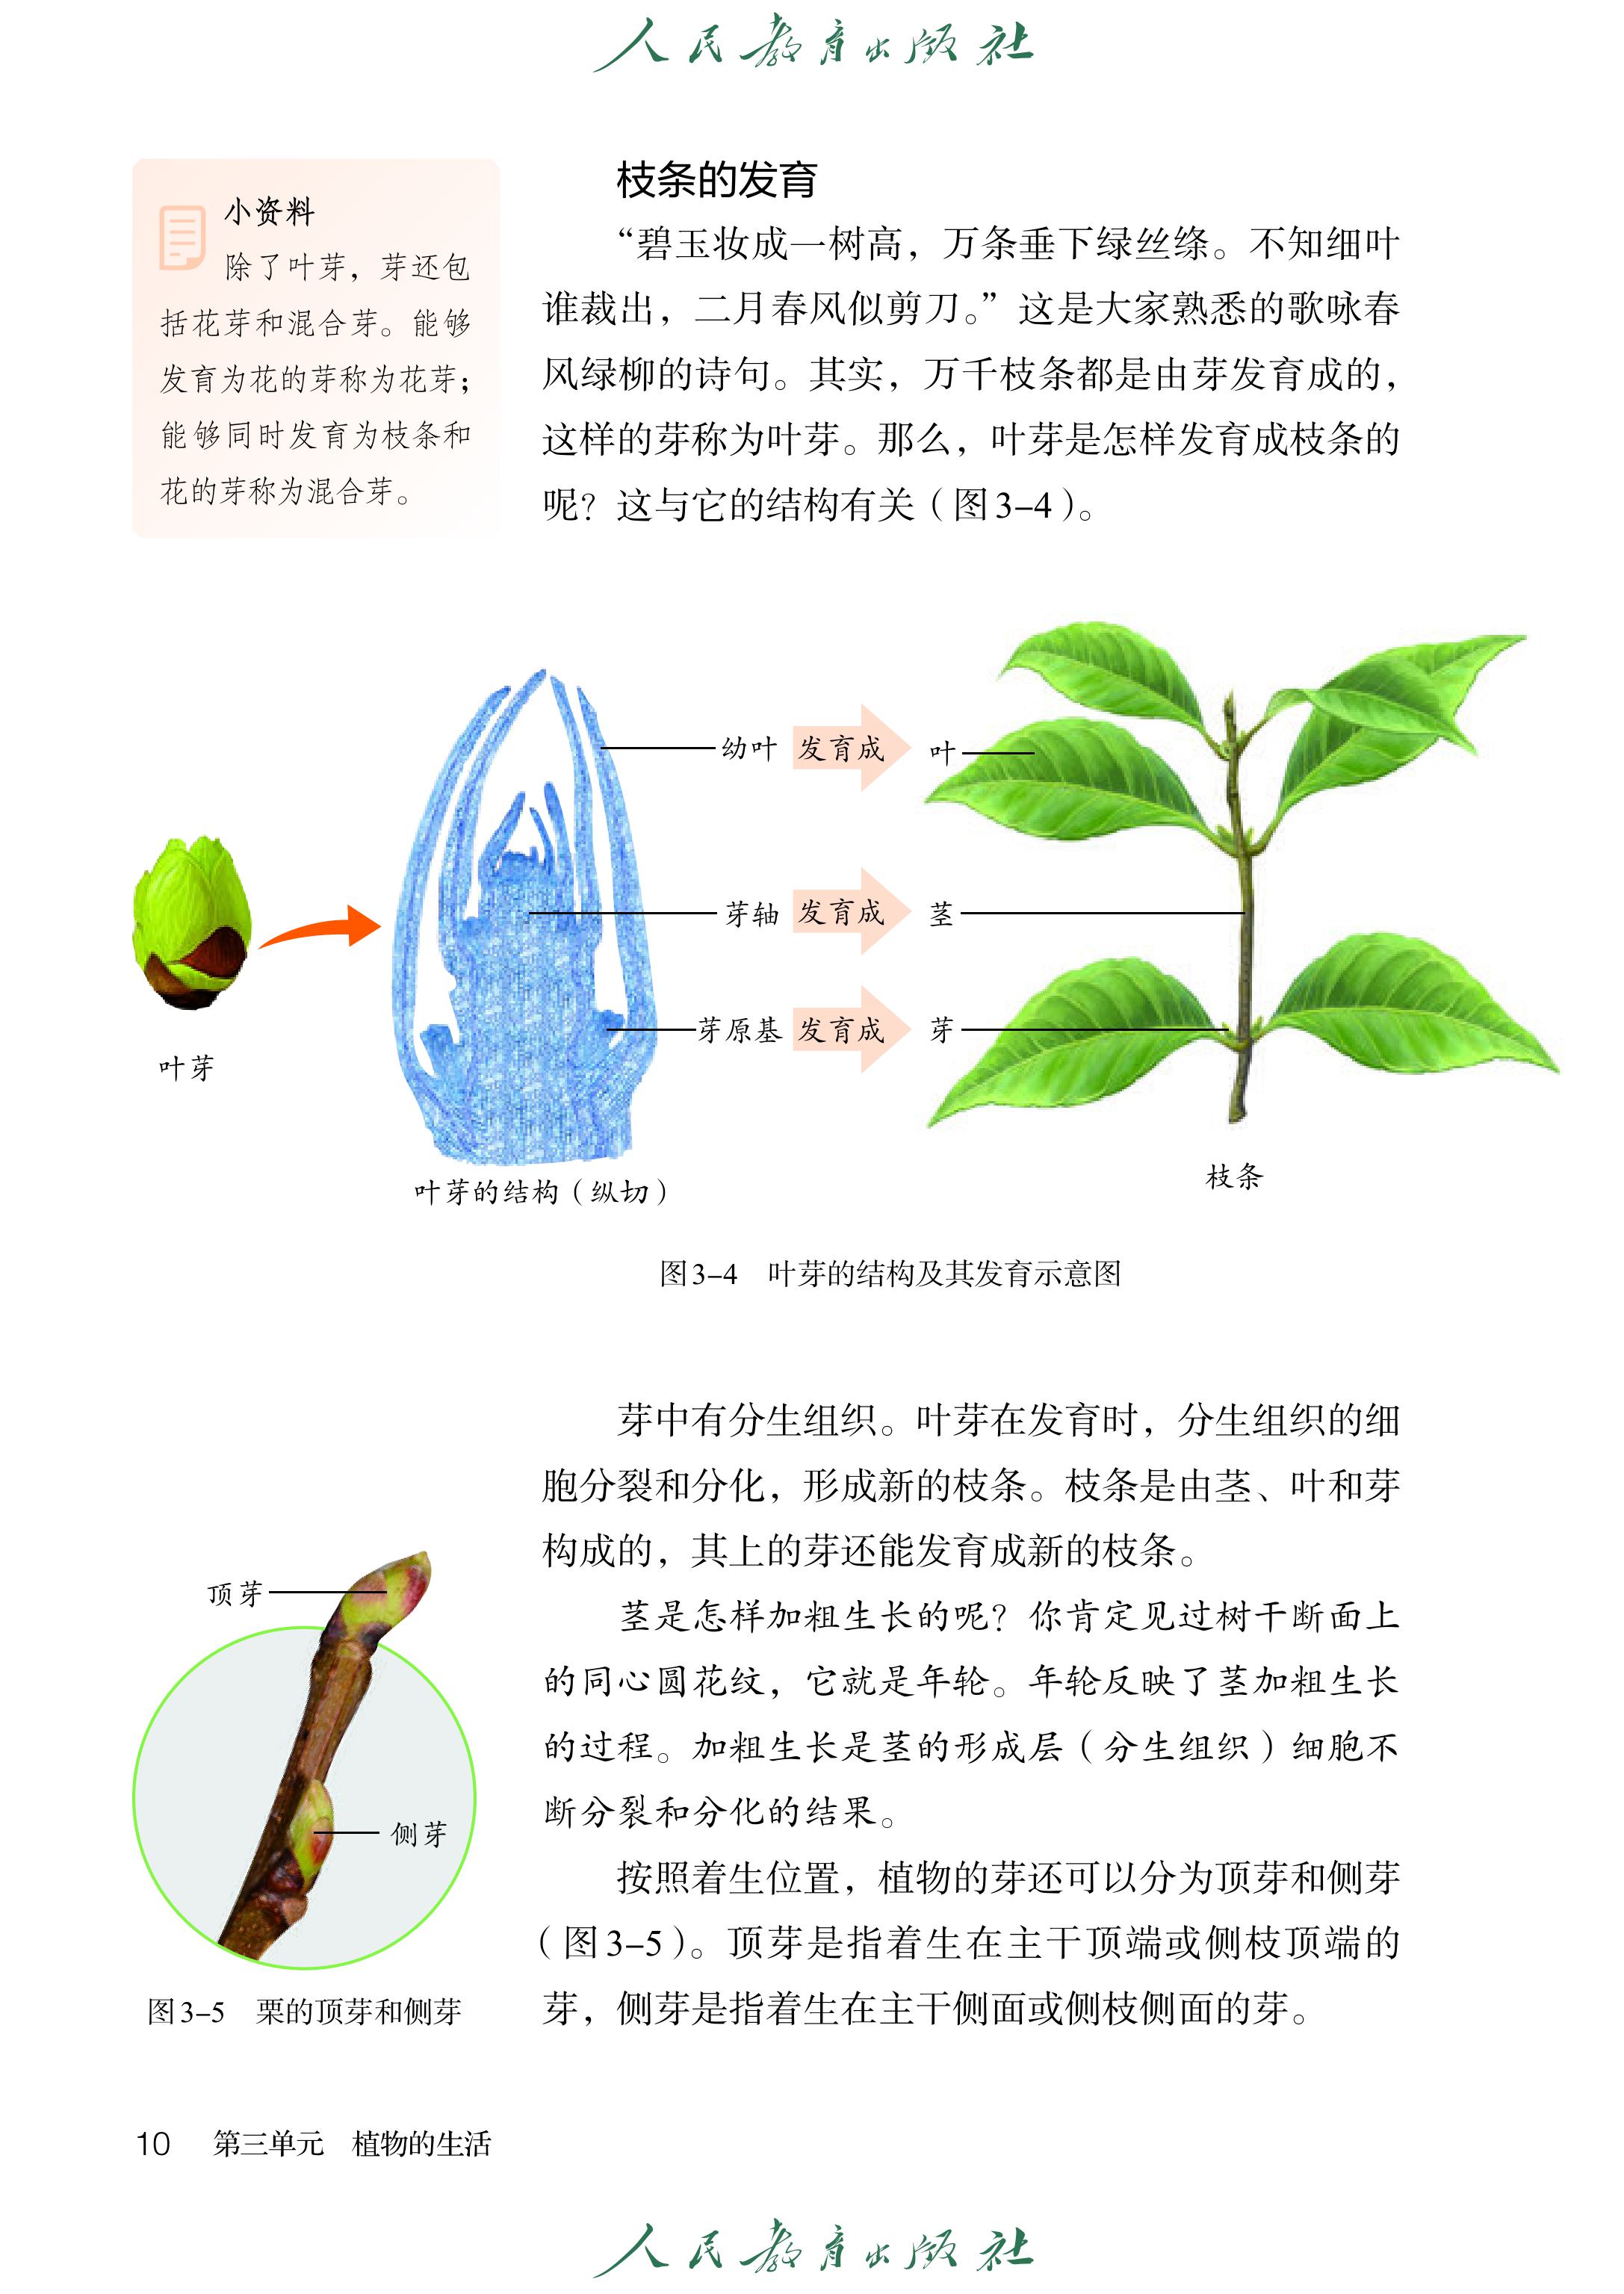 人民教育出版社
小资料
除了叶芽，芽还包
括花芽和混合芽。能够
发育为花的芽称为花芽；
能够同时发育为枝条和
花的芽称为混合芽。
枝条的发育
“碧玉妆成一树高，万条垂下绿丝绦。不知细叶
谁裁出，二月春风似剪刀。”这是大家熟悉的歌咏春
风绿柳的诗句。其实，万千枝条都是由芽发育成的，
这样的芽称为叶芽。那么，叶芽是怎样发育成枝条的
呢？这与它的结构有关（图3-4）。
幼叶 发育成 叶
芽轴 发育成 茎
芽原基 发育成 芽
叶芽
叶芽的结构（纵切）
枝条
图3-4 叶芽的结构及其发育示意图
芽中有分生组织。叶芽在发育时，分生组织的细
胞分裂和分化，形成新的枝条。枝条是由茎、叶和芽
构成的，其上的芽还能发育成新的枝条。
茎是怎样加粗生长的呢？你肯定见过树干断面上
的同心圆花纹，它就是年轮。年轮反映了茎加粗生长
的过程。加粗生长是茎的形成层（分生组织）细胞不
断分裂和分化的结果。
按照着生位置，植物的芽还可以分为顶芽和侧芽
（图3-5）。顶芽是指着生在主干顶端或侧枝顶端的
芽，侧芽是指着生在主干侧面或侧枝侧面的芽。
顶芽
侧芽
图3-5 栗的顶芽和侧芽
10 第三单元 植物的生活
人民教育出版社